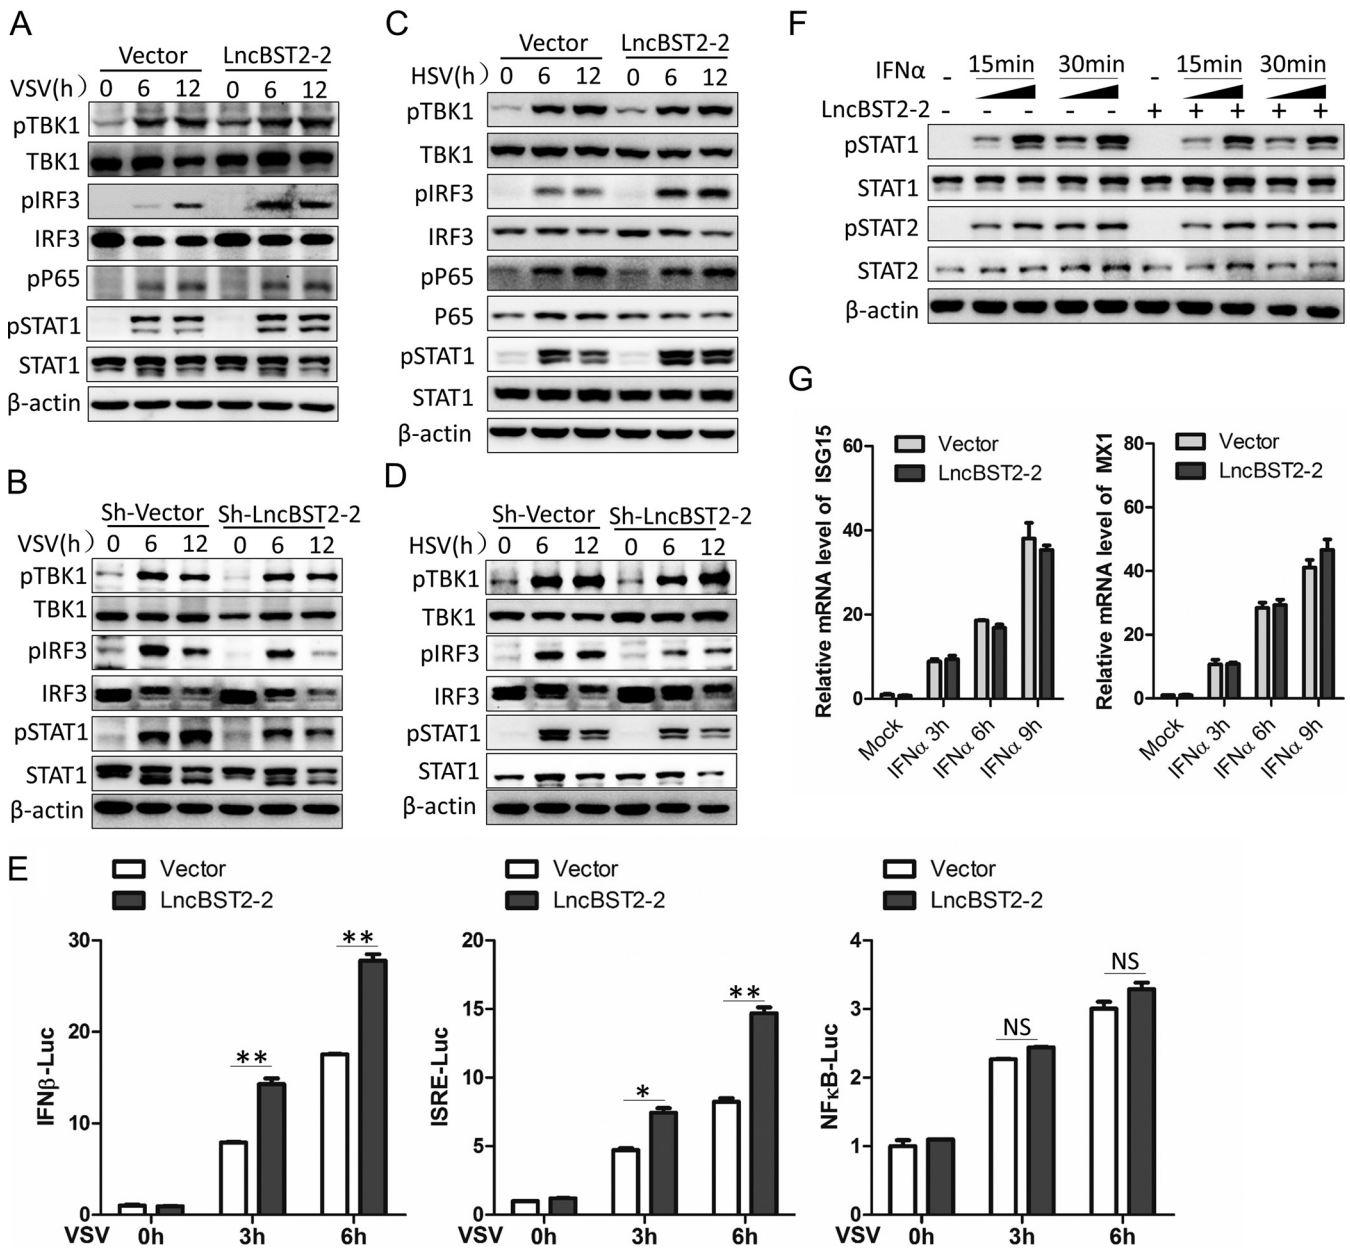 A
Vector LncBST2-2
VSV(h) 0 6 12 0 6 12
pTBK1
TBK1
pIRF3
IRF3
pP65
pSTAT1
STAT1
β-actin
B
Sh-Vector Sh-LncBST2-2
VSV(h) 0 6 12 0 6 12
pTBK1
TBK1
pIRF3
IRF3
pSTAT1
STAT1
β-actin
C
Vector LncBST2-2
HSV(h) 0 6 12 0 6 12
pTBK1
TBK1
pIRF3
IRF3
pP65
P65
pSTAT1
STAT1
β-actin
D
Sh-Vector Sh-LncBST2-2
HSV(h) 0 6 12 0 6 12
pTBK1
TBK1
pIRF3
IRF3
pSTAT1
STAT1
β-actin
F
IFNα - 15min 30min - 15min 30min
LncBST2-2 - - - - - + + + + +
pSTAT1
STAT1
pSTAT2
STAT2
β-actin
G
Relative mRNA level of ISG15
60
40
20
0
Vector
LncBST2-2
Mock
IFNα 3h
IFNα 6h
IFNα 9h
Relative mRNA level of MX1
80
60
40
20
0
Vector
LncBST2-2
Mock
IFNα 3h
IFNα 6h
IFNα 9h
E
Vector
LncBST2-2
IFNβ-Luc
30
20
10
0
**
**
VSV 0h 3h 6h
Vector
LncBST2-2
ISRE-Luc
20
15
10
5
0
*
**
VSV 0h 3h 6h
Vector
LncBST2-2
NFκB-Luc
4
3
2
1
0
NS
NS
VSV 0h 3h 6h